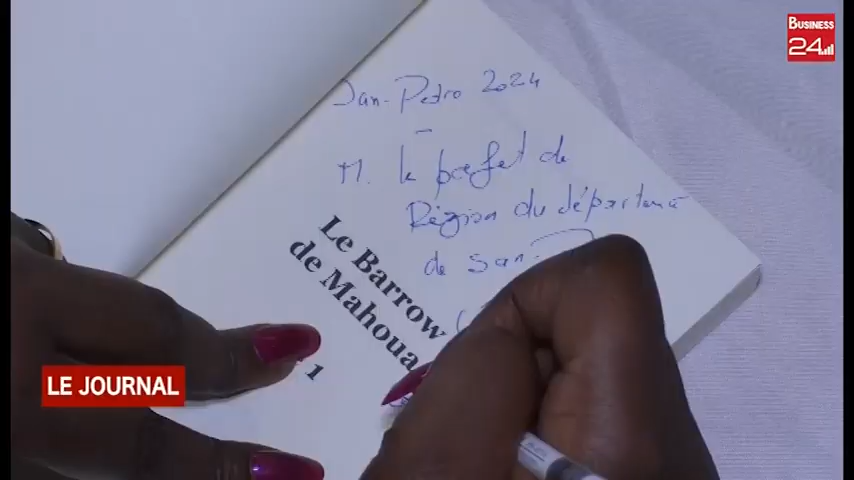 BUSINESS
24
San-Pedro 2024
M. le préfet de
Région du département
de San-
Le Barrow
de Mahoua
1
LE JOURNAL